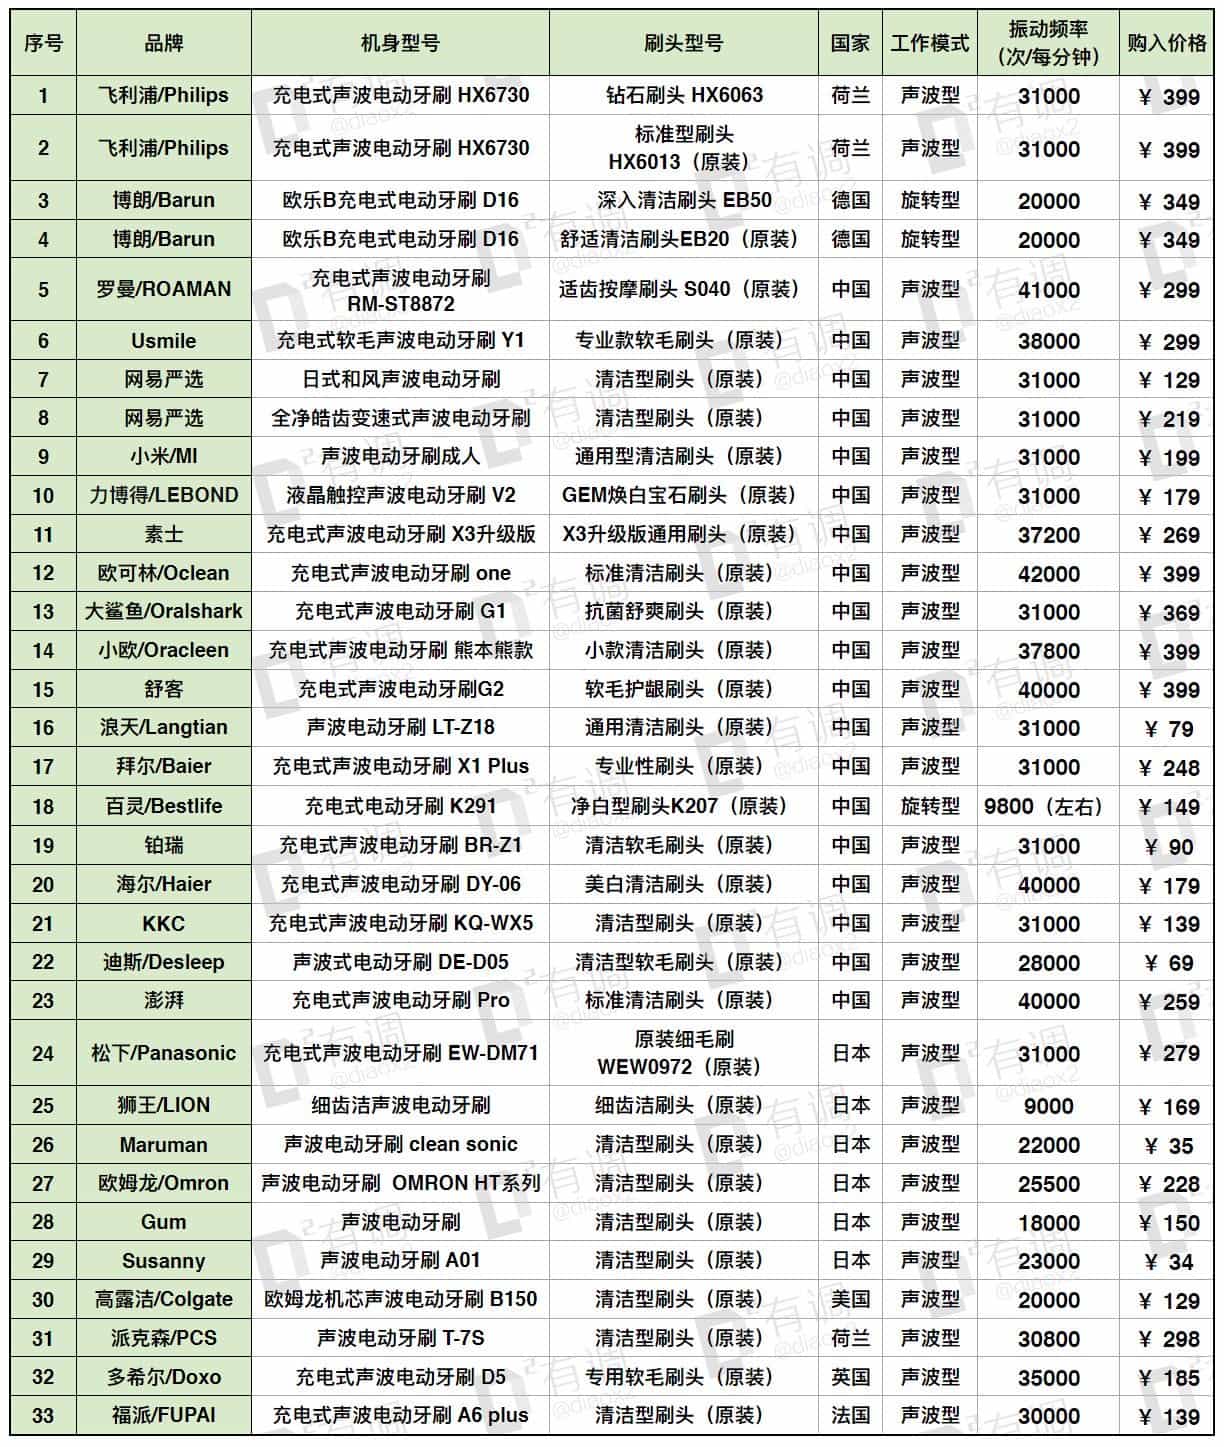 序号 品牌 机身型号 刷头型号 国家 工作模式 振动频率（次/每分钟） 购入价格
1 飞利浦/Philips 充电式声波电动牙刷 HX6730 钻石刷头 HX6063 荷兰 声波型 31000 ¥ 399
2 飞利浦/Philips 充电式声波电动牙刷 HX6730 标准型刷头 HX6013（原装） 荷兰 声波型 31000 ¥ 399
3 博朗/Barun 欧乐B充电式电动牙刷 D16 深入清洁刷头 EB50 德国 旋转型 20000 ¥ 349
4 博朗/Barun 欧乐B充电式电动牙刷 D16 舒适清洁刷头EB20（原装） 德国 旋转型 20000 ¥ 349
5 罗曼/ROAMAN 充电式声波电动牙刷 RM-ST8872 适齿按摩刷头 S040（原装） 中国 声波型 41000 ¥ 299
6 Usmile 充电式软毛声波电动牙刷 Y1 专业款软毛刷头（原装） 中国 声波型 38000 ¥ 299
7 网易严选 日式和风声波电动牙刷 清洁型刷头（原装） 中国 声波型 31000 ¥ 129
8 网易严选 全净皓齿变速式声波电动牙刷 清洁型刷头（原装） 中国 声波型 31000 ¥ 219
9 小米/MI 声波电动牙刷成人 通用型清洁刷头（原装） 中国 声波型 31000 ¥ 199
10 力博得/LEBOND 液晶触控声波电动牙刷 V2 GEM焕白宝石刷头（原装） 中国 声波型 31000 ¥ 179
11 素士 充电式声波电动牙刷 X3升级版 X3升级版通用刷头（原装） 中国 声波型 37200 ¥ 269
12 欧可林/Oclean 充电式声波电动牙刷 one 标准清洁刷头（原装） 中国 声波型 42000 ¥ 399
13 大鲨鱼/Oralshark 充电式声波电动牙刷 G1 抗菌舒爽刷头（原装） 中国 声波型 31000 ¥ 369
14 小欧/Oracleen 充电式声波电动牙刷 熊本熊款 小款清洁刷头（原装） 中国 声波型 37800 ¥ 399
15 舒客 充电式声波电动牙刷G2 软毛护龈刷头（原装） 中国 声波型 40000 ¥ 399
16 浪天/Langtian 声波电动牙刷 LT-Z18 通用清洁刷头（原装） 中国 声波型 31000 ¥ 79
17 拜尔/Baier 充电式声波电动牙刷 X1 Plus 专业性刷头（原装） 中国 声波型 31000 ¥ 248
18 百灵/Bestlife 充电式电动牙刷 K291 净白型刷头K207（原装） 中国 旋转型 9800（左右） ¥ 149
19 铂瑞 充电式声波电动牙刷 BR-Z1 清洁软毛刷头（原装） 中国 声波型 31000 ¥ 90
20 海尔/Haier 充电式声波电动牙刷 DY-06 美白清洁刷头（原装） 中国 声波型 40000 ¥ 179
21 KKC 充电式声波电动牙刷 KQ-WX5 清洁型刷头（原装） 中国 声波型 31000 ¥ 139
22 迪斯/Desleep 声波式电动牙刷 DE-D05 清洁型软毛刷头（原装） 中国 声波型 28000 ¥ 69
23 澎湃 充电式声波电动牙刷 Pro 标准清洁刷头（原装） 中国 声波型 40000 ¥ 259
24 松下/Panasonic 充电式声波电动牙刷 EW-DM71 原装细毛刷 WEW0972（原装） 日本 声波型 31000 ¥ 279
25 狮王/LION 细齿洁声波电动牙刷 细齿洁刷头（原装） 日本 声波型 9000 ¥ 169
26 Maruman 声波电动牙刷 clean sonic 清洁型刷头（原装） 日本 声波型 22000 ¥ 35
27 欧姆龙/Omron 声波电动牙刷 OMRON HT系列 清洁型刷头（原装） 日本 声波型 25500 ¥ 228
28 Gum 声波电动牙刷 清洁型刷头（原装） 日本 声波型 18000 ¥ 150
29 Susanny 声波电动牙刷 A01 清洁型刷头（原装） 日本 声波型 23000 ¥ 34
30 高露洁/Colgate 欧姆龙机芯声波电动牙刷 B150 清洁型刷头（原装） 美国 声波型 20000 ¥ 129
31 派克森/PCS 声波电动牙刷 T-7S 清洁型刷头（原装） 荷兰 声波型 30800 ¥ 298
32 多希尔/Doxo 充电式声波电动牙刷 D5 专用软毛刷头（原装） 英国 声波型 35000 ¥ 185
33 福派/FUPAI 充电式声波电动牙刷 A6 plus 清洁型刷头（原装） 法国 声波型 30000 ¥ 139
有调
@diaox2